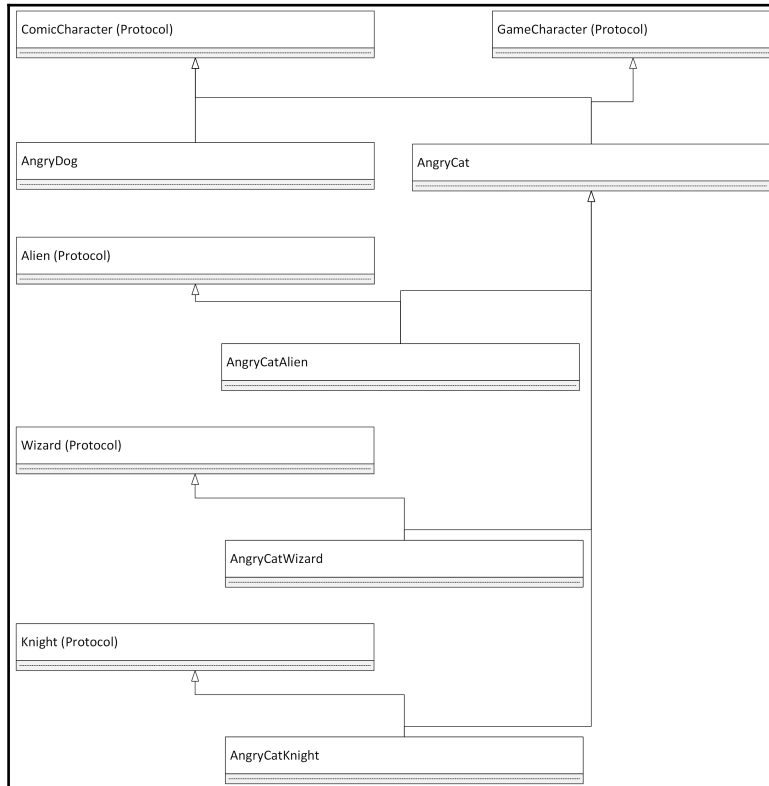 ComicCharacter (Protocol)
GameCharacter (Protocol)
AngryDog
AngryCat
Alien (Protocol)
AngryCatAlien
Wizard (Protocol)
AngryCatWizard
Knight (Protocol)
AngryCatKnight